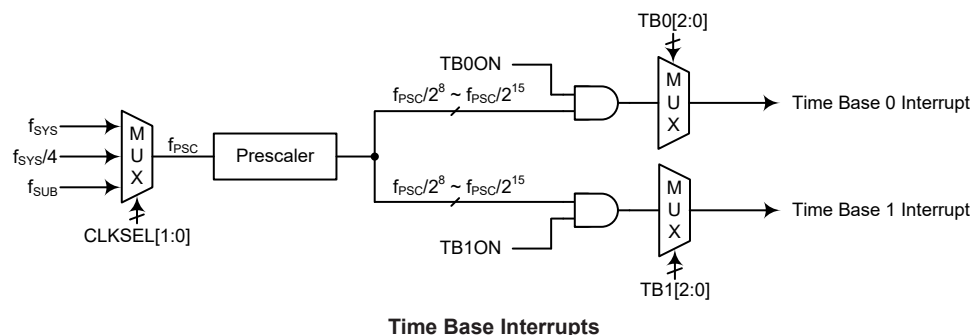 TB0[2:0]
TB0ON
M
U
X
Time Base 0 Interrupt
fPSC/2^8 ~ fPSC/2^15
fSYS
fSYS/4
fSUB
M
U
X
fPSC
Prescaler
CLKSEL[1:0]
fPSC/2^8 ~ fPSC/2^15
M
U
X
Time Base 1 Interrupt
TB1ON
TB1[2:0]
Time Base Interrupts